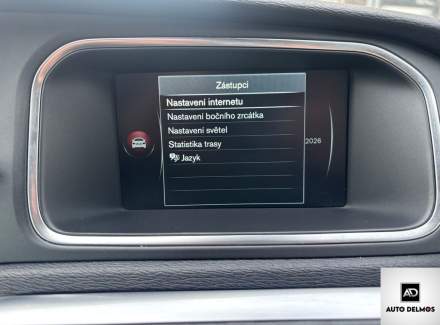 Zástupci
Nastavení internetu
Nastavení bočního zrcátka
Nastavení světel
Statistika trasy
Jazyk
2026
AD
AUTO DELMOS